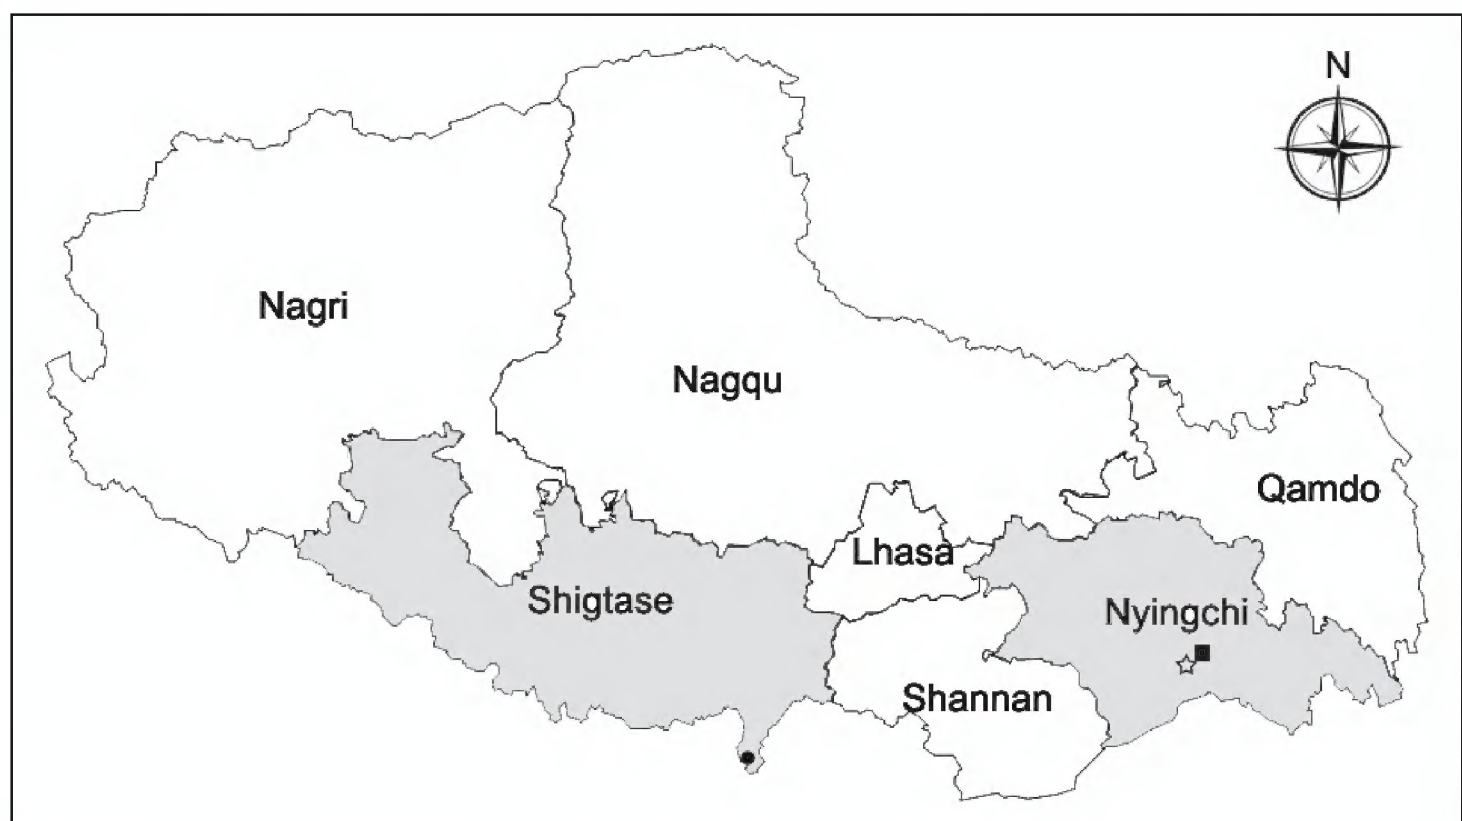 N
Nagri
Nagqu
Qamdo
Lhasa
Shigtase
Nyingchi
Shannan